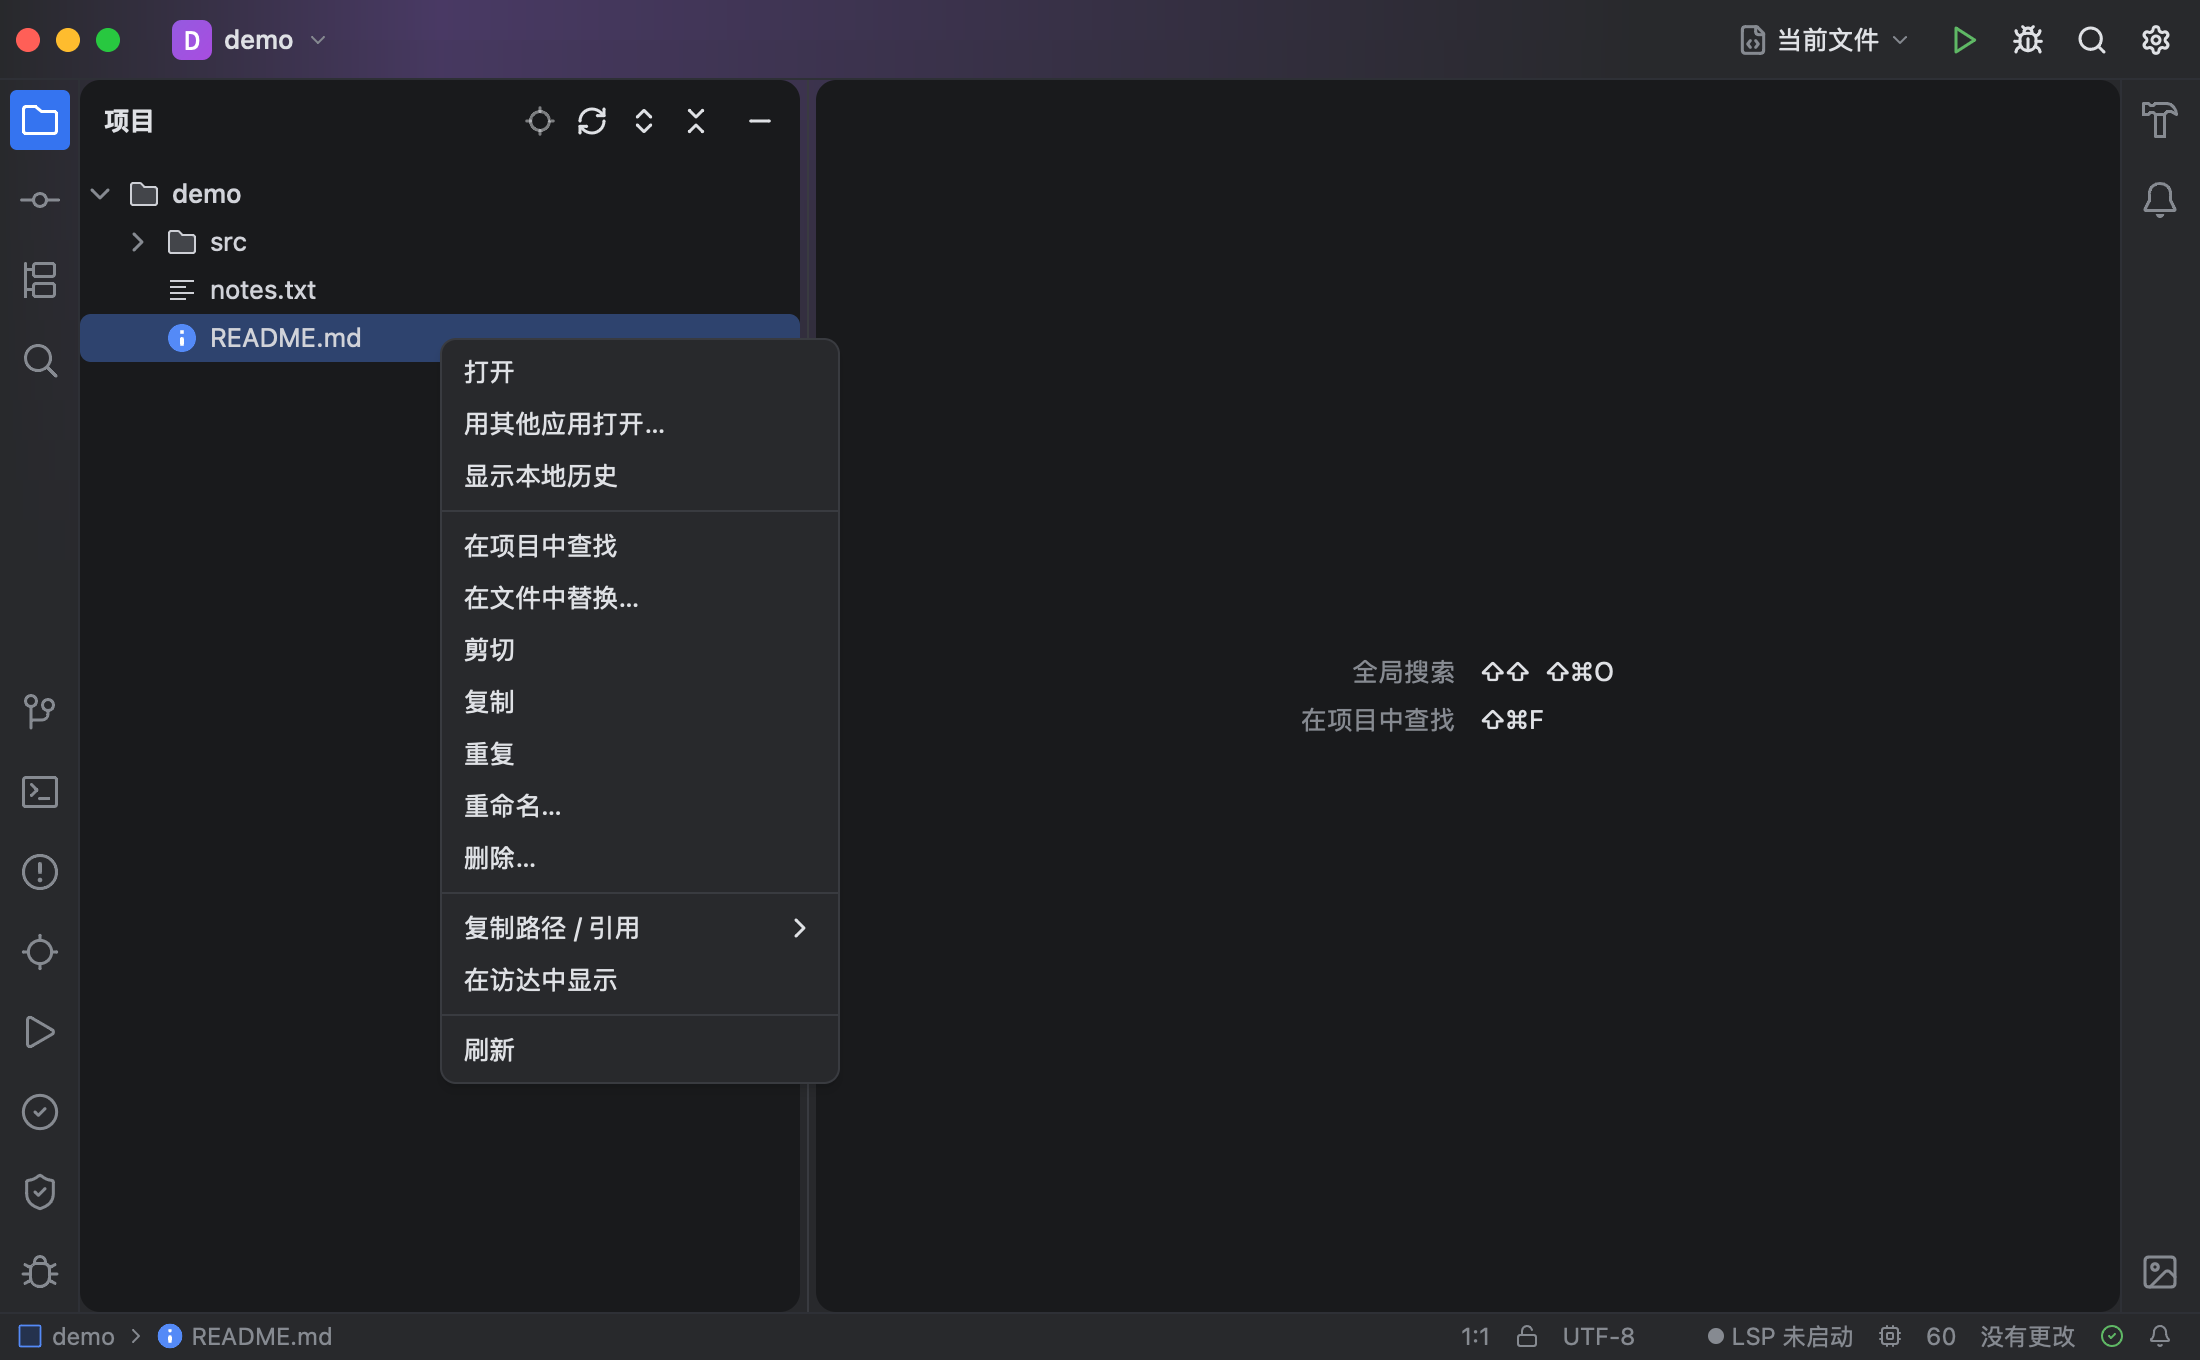 D demo
当前文件
项目
demo
src
notes.txt
README.md
打开
用其他应用打开...
显示本地历史
在项目中查找
在文件中替换...
剪切
复制
重复
重命名...
删除...
复制路径 / 引用
在访达中显示
刷新
全局搜索 ⇧⇧ ⇧⌘O
在项目中查找 ⇧⌘F
demo > README.md
1:1 UTF-8 LSP 未启动 60 没有更改